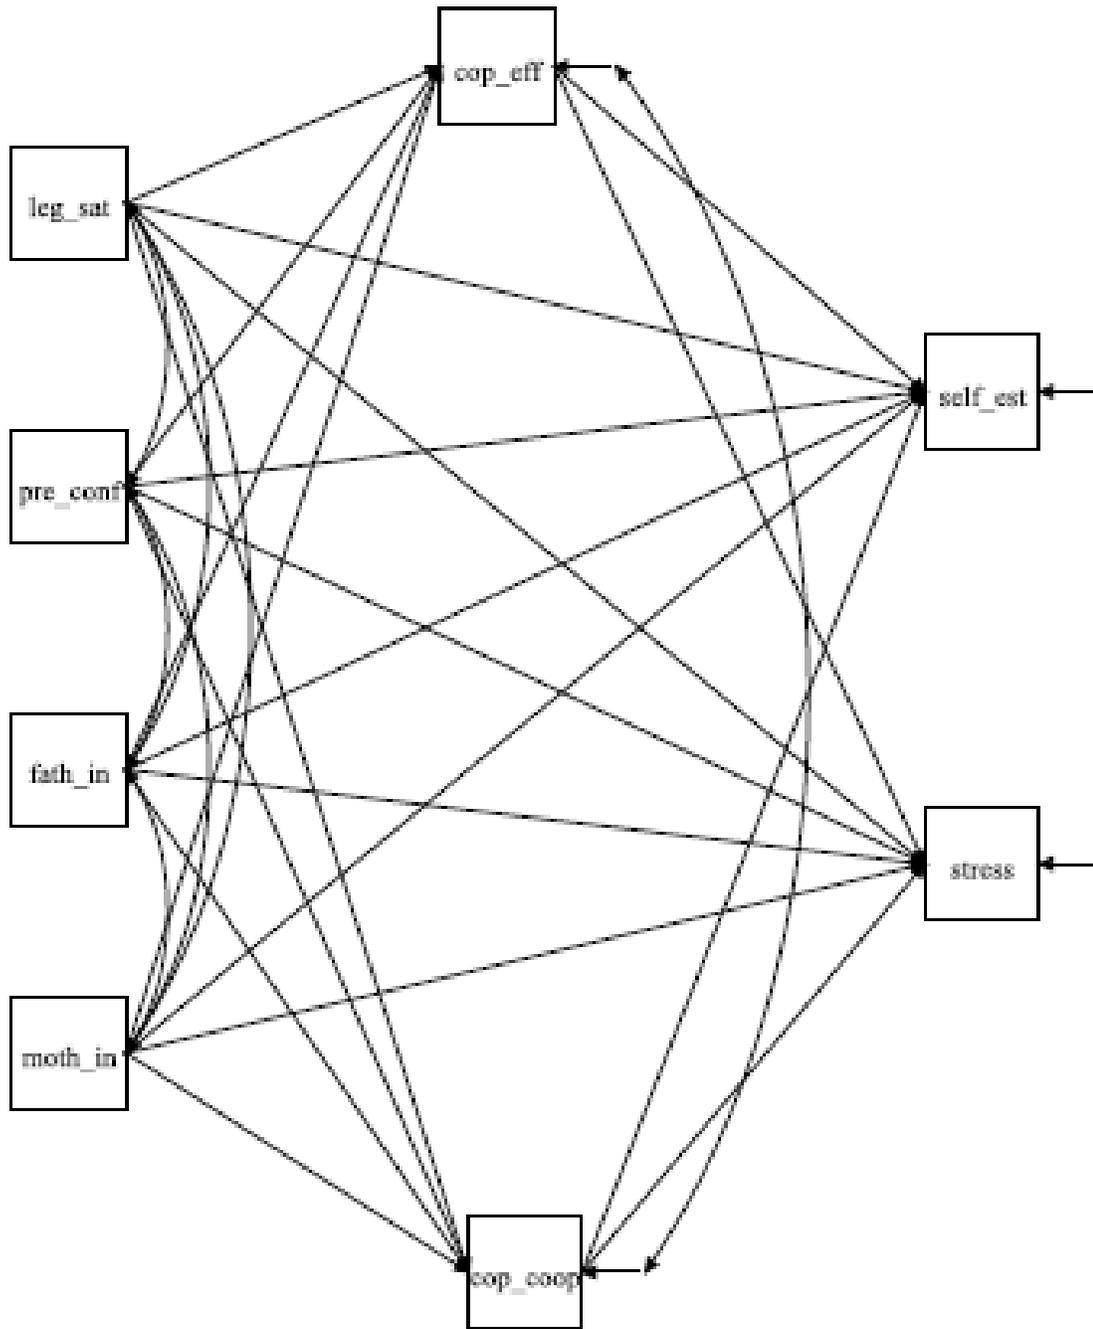 cop_eff
leg_sat
self_est
pre_conf
fath_in
stress
moth_in
cop_coop